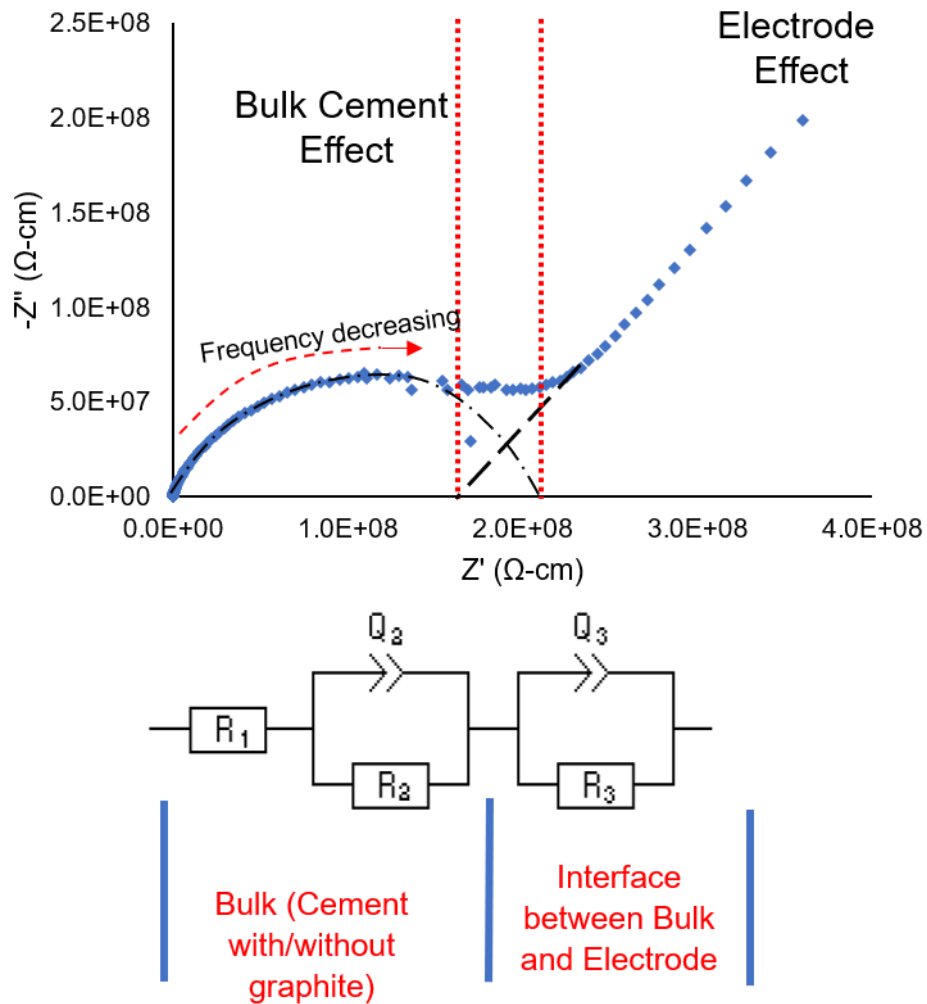 2.5E+08
Electrode
Effect
Bulk Cement
Effect
2.0E+08
1.5E+08
-Z" (Ω-cm)
1.0E+08
Frequency decreasing
5.0E+07
0.0E+00
0.0E+00 1.0E+08 2.0E+08 3.0E+08 4.0E+08
Z' (Ω-cm)
Q2 Q3
R1
R2 R3
Bulk (Cement
with/without
graphite)
Interface
between Bulk
and Electrode